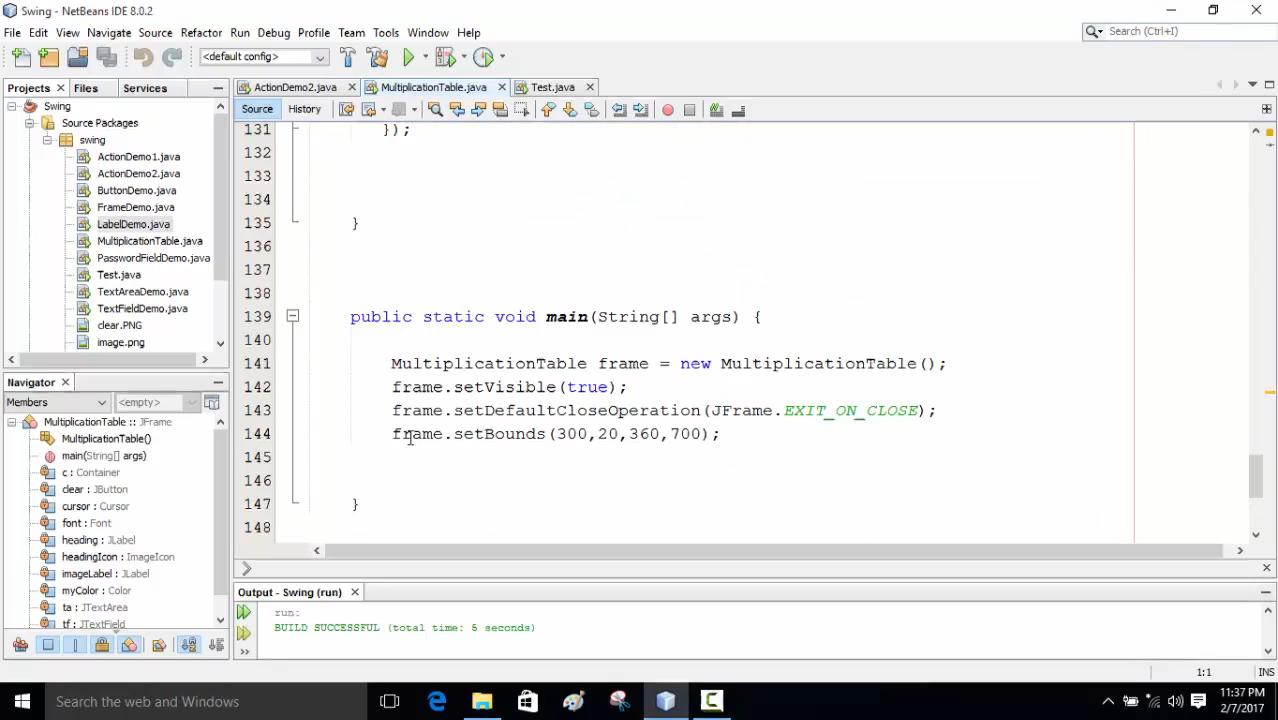 Swing - NetBeans IDE 8.0.2
File Edit View Navigate Source Refactor Run Debug Profile Team Tools Window Help
Search (Ctrl+I)
<default config>
Projects Files Services
ActionDemo2.java MultiplicationTable.java Test.java
Source History
Swing
Source Packages
swing
ActionDemo1.java
ActionDemo2.java
ButtonDemo.java
FrameDemo.java
LabelDemo.java
MultiplicationTable.java
PasswordFieldDemo.java
Test.java
TextAreaDemo.java
TextFieldDemo.java
clear.PNG
image.png
Navigator
Members <empty>
MultiplicationTable :: JFrame
MultiplicationTable()
main(String[] args)
c : Container
clear : JButton
cursor : Cursor
font : Font
heading : JLabel
headingIcon : ImageIcon
imageLabel : JLabel
myColor : Color
ta : JTextArea
tf : JTextField
131 });
132
133
134
135 }
136
137
138
139 public static void main(String[] args) {
140
141 MultiplicationTable frame = new MultiplicationTable();
142 frame.setVisible(true);
143 frame.setDefaultCloseOperation(JFrame.EXIT_ON_CLOSE);
144 frame.setBounds(300,20,360,700);
145
146
147 }
148
Output - Swing (run)
run:
BUILD SUCCESSFUL (total time: 5 seconds)
1:1 INS
Search the web and Windows
11:37 PM
2/7/2017